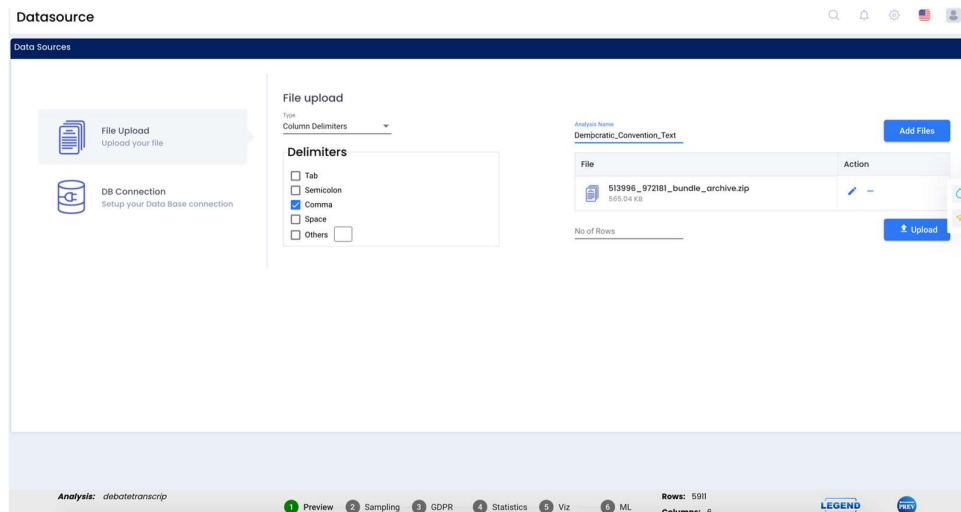 Datasource
Data Sources
File Upload
Upload your file
DB Connection
Setup your Data Base connection
File upload
Type
Column Delimiters
Delimiters
Tab
Semicolon
Comma
Space
Others
Analysis Name
Democratic_Convention_Text
Add Files
File Action
513996_972181_bundle_archive.zip
565.04 KB
No of Rows
Upload
Analysis: debatetranscrip
1 Preview 2 Sampling 3 GDPR 4 Statistics 5 Viz 6 ML
Rows: 5911
Columns: 6
LEGEND
PREV